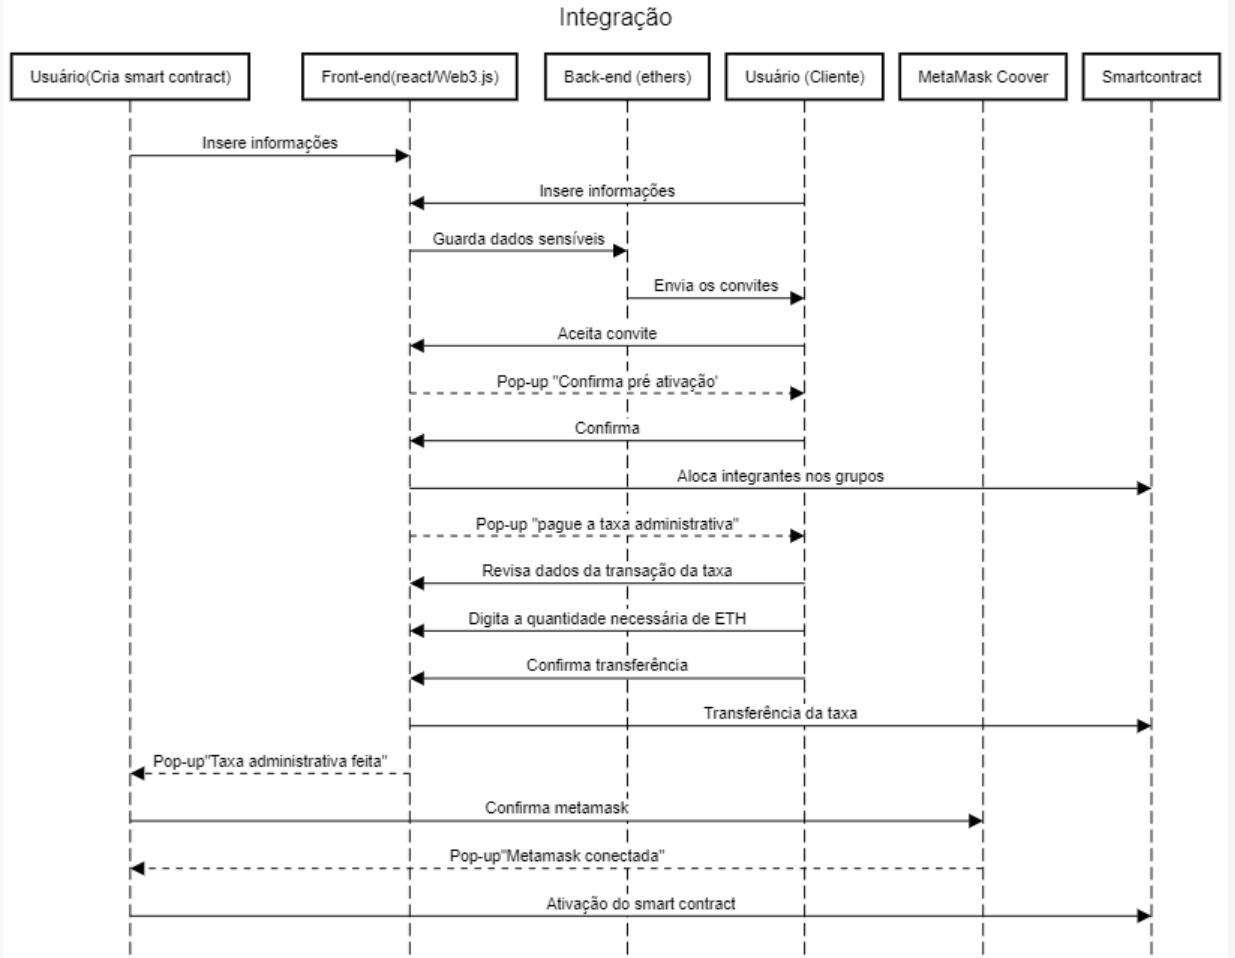 Integração
Usuário(Cria smart contract)
Front-end(react/Web3.js)
Back-end (ethers)
Usuário (Cliente)
MetaMask Coover
Smartcontract
Insere informações
Insere informações
Guarda dados sensíveis
Envia os convites
Aceita convite
Pop-up "Confirma pré ativação'
Confirma
Aloca integrantes nos grupos
Pop-up "pague a taxa administrativa"
Revisa dados da transação da taxa
Digita a quantidade necessária de ETH
Confirma transferência
Transferência da taxa
Pop-up"Taxa administrativa feita"
Confirma metamask
Pop-up"Metamask conectada"
Ativação do smart contract